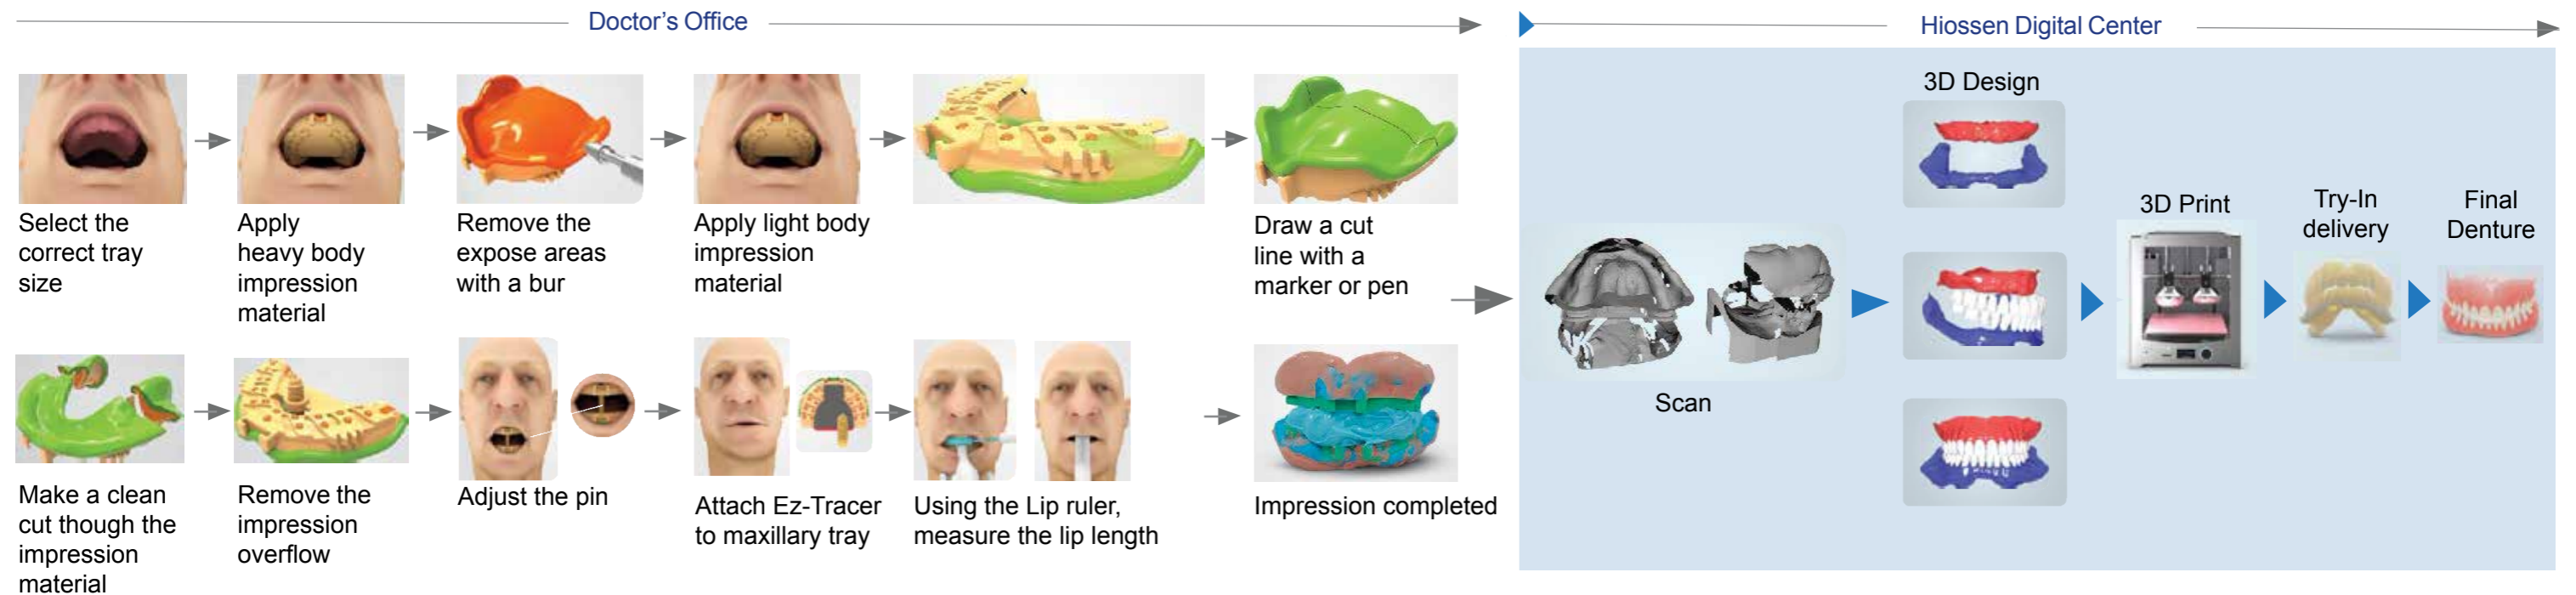 Doctor's Office
Select the
correct tray
size
Apply
heavy body
impression
material
Remove the
expose areas
with a bur
Apply light body
impression
material
Draw a cut
line with a
marker or pen
Make a clean
cut though the
impression
material
Remove the
impression
overflow
Adjust the pin
Attach Ez-Tracer
to maxillary tray
Using the Lip ruler,
measure the lip length
Impression completed
Hiossen Digital Center
Scan
3D Design
3D Print
Try-In
delivery
Final
Denture